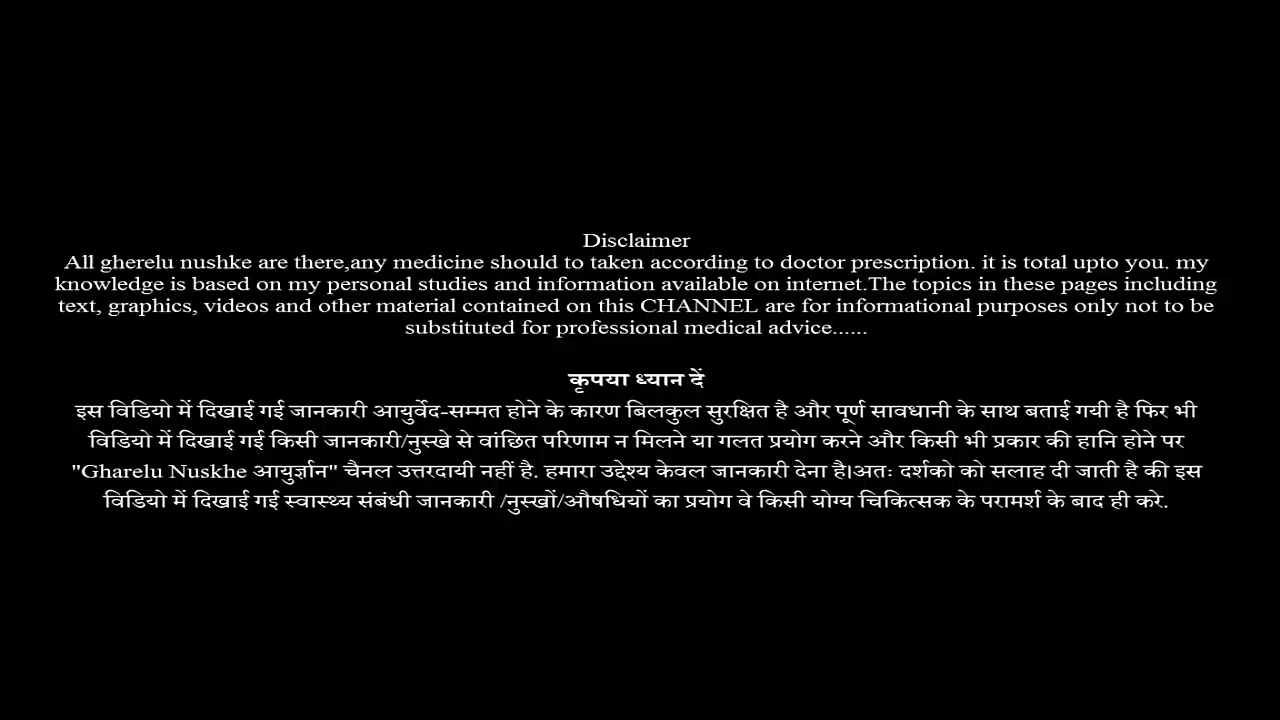 Disclaimer
All gherelu nushke are there,any medicine should to taken according to doctor prescription. it is total upto you. my
knowledge is based on my personal studies and information available on internet.The topics in these pages including
text, graphics, videos and other material contained on this CHANNEL are for informational purposes only not to be
substituted for professional medical advice......
कृपया ध्यान दें
इस विडियो में दिखाई गई जानकारी आयुर्वेद-सम्मत होने के कारण बिलकुल सुरक्षित है और पूर्ण सावधानी के साथ बताई गयी है फिर भी
विडियो में दिखाई गई किसी जानकारी/नुस्खे से वांछित परिणाम न मिलने या गलत प्रयोग करने और किसी भी प्रकार की हानि होने पर
"Gharelu Nuskhe आयुर्ज्ञान" चैनल उत्तरदायी नहीं है. हमारा उद्देश्य केवल जानकारी देना है।अतः दर्शको को सलाह दी जाती है की इस
विडियो में दिखाई गई स्वास्थ्य संबंधी जानकारी /नुस्खों/औषधियों का प्रयोग वे किसी योग्य चिकित्सक के परामर्श के बाद ही करे.